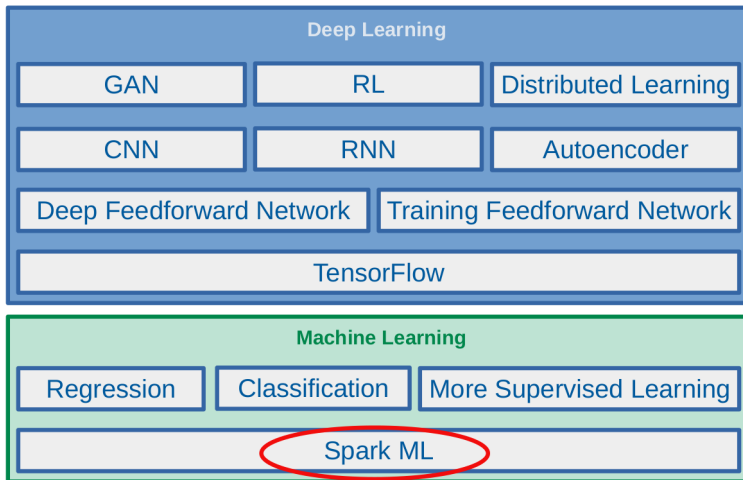 Deep Learning
GAN RL Distributed Learning
CNN RNN Autoencoder
Deep Feedforward Network Training Feedforward Network
TensorFlow
Machine Learning
Regression Classification More Supervised Learning
Spark ML